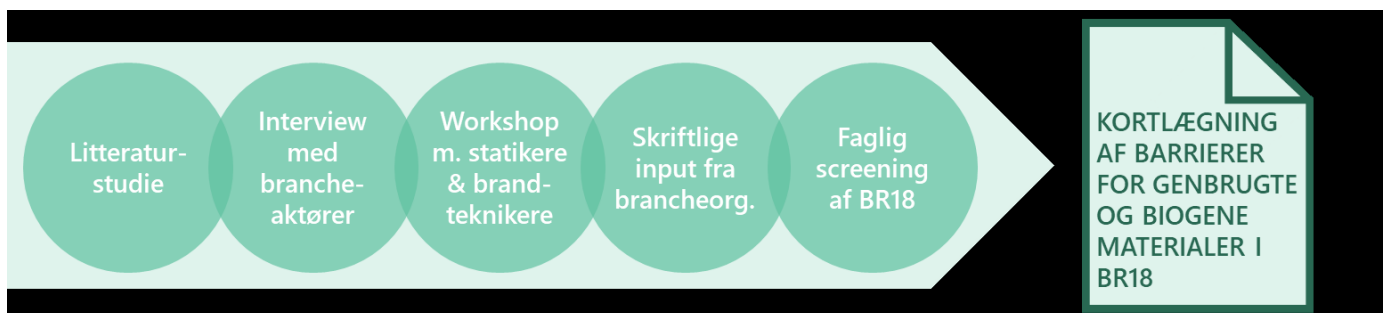 Litteratur-
studie
Interview
med
branche-
aktører
Workshop
m. statikere
& brand-
teknikere
Skriftlige
input fra
brancheorg.
Faglig
screening
af BR18
KORTLÆGNING
AF BARRIERER
FOR GENBRUGTE
OG BIOGENE
MATERIALER I
BR18